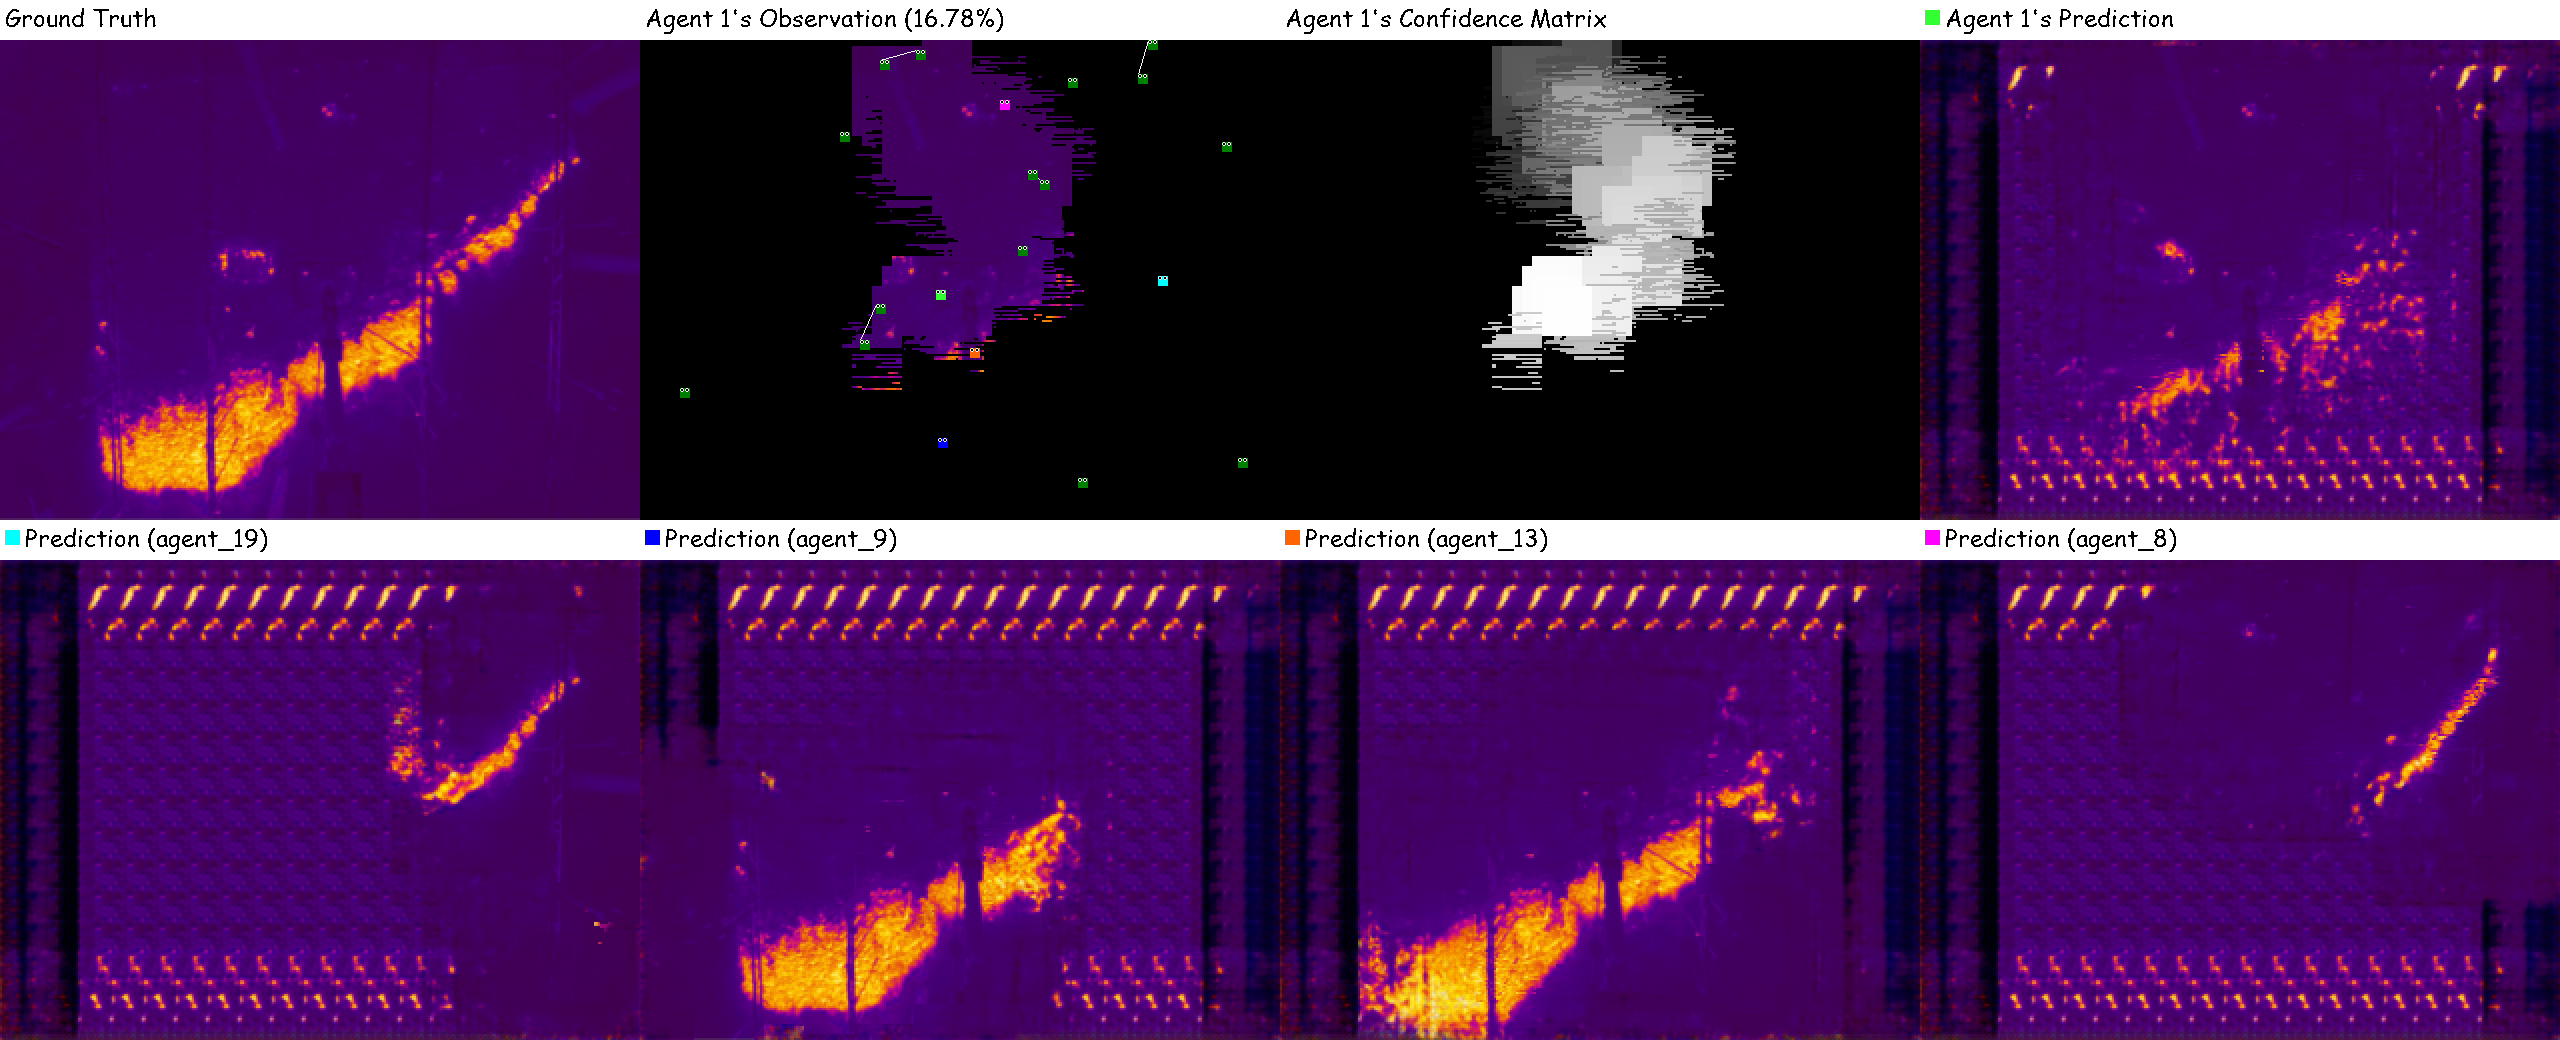 Ground Truth
Agent 1's Observation (16.78%)
Agent 1's Confidence Matrix
Agent 1's Prediction
Prediction (agent_19)
Prediction (agent_9)
Prediction (agent_13)
Prediction (agent_8)